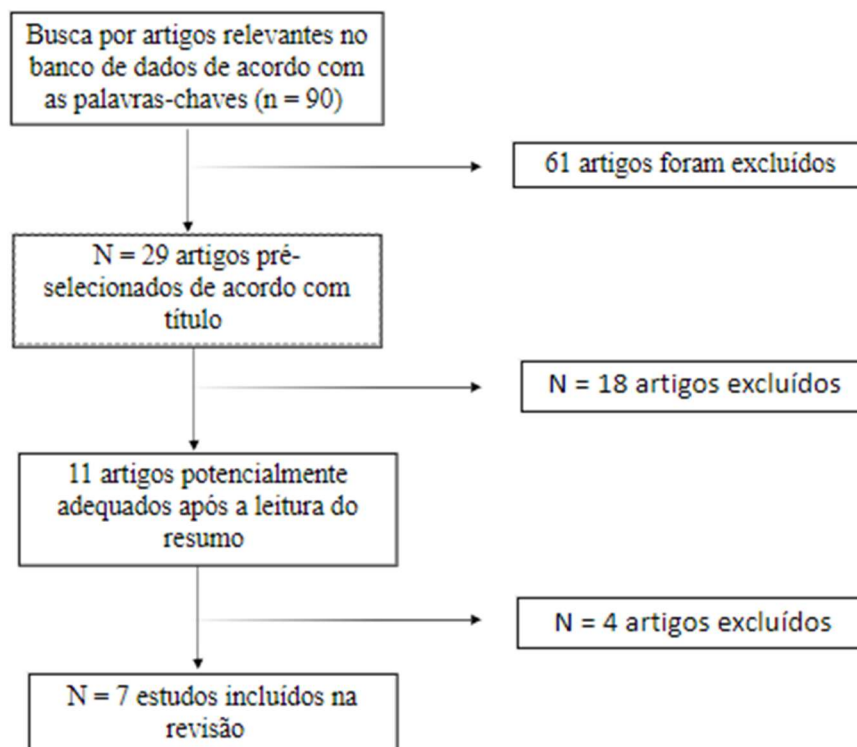 Busca por artigos relevantes no
banco de dados de acordo com
as palavras-chaves (n = 90)
61 artigos foram excluídos
N = 29 artigos pré-
selecionados de acordo com
título
N = 18 artigos excluídos
11 artigos potencialmente
adequados após a leitura do
resumo
N = 4 artigos excluídos
N = 7 estudos incluídos na
revisão